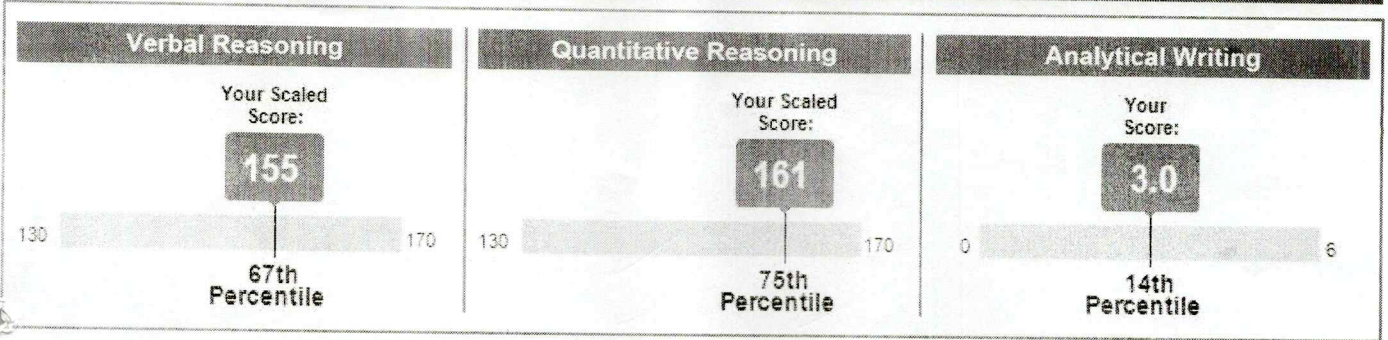 Verbal Reasoning
Your Scaled
Score:
155
130
170
67th
Percentile
Quantitative Reasoning
Your Scaled
Score:
161
130
170
75th
Percentile
Analytical Writing
Your
Score:
3.0
0
6
14th
Percentile